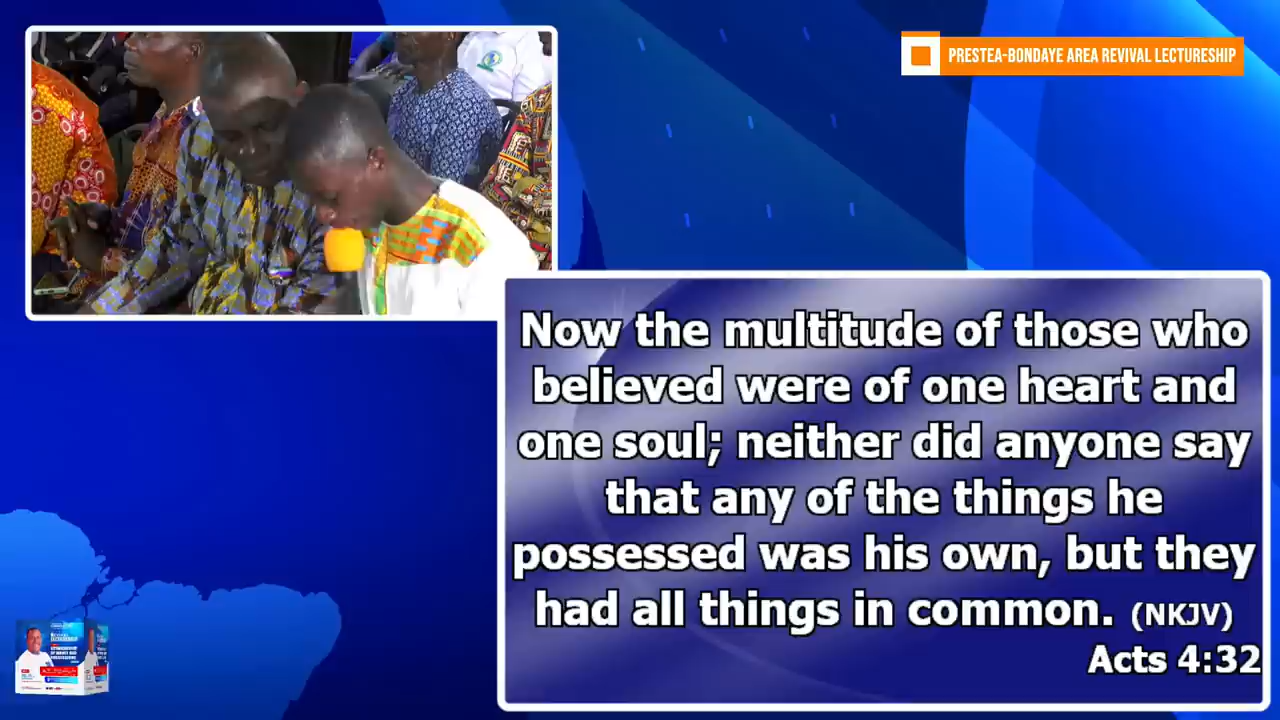 PRESTEA-BONDAYE AREA REVIVAL LECTURESHIP
Now the multitude of those who
believed were of one heart and
one soul; neither did anyone say
that any of the things he
possessed was his own, but they
had all things in common. (NKJV)
Acts 4:32